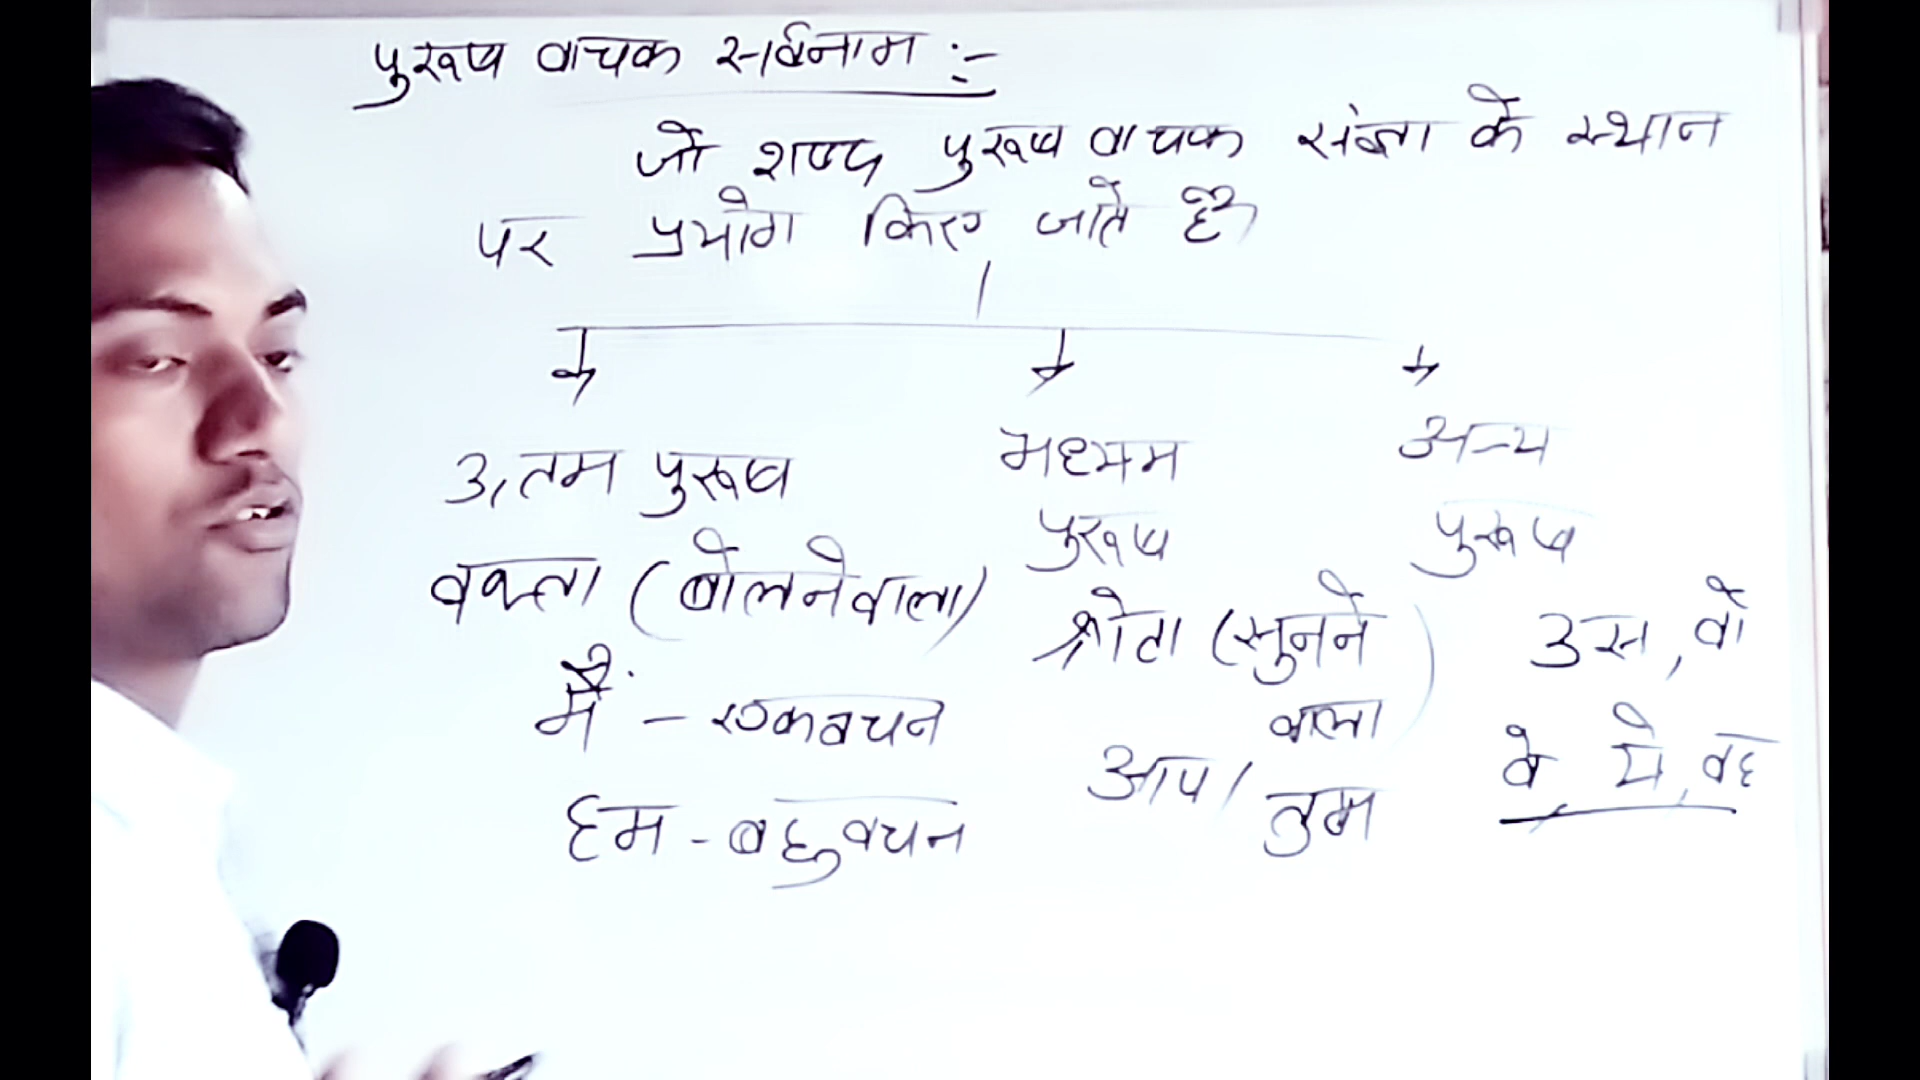 पुरूष वाचक सर्वनाम :-
जो शब्द पुरूष वाचक संज्ञा के स्थान
पर प्रयोग किए जाते हैं
उत्तम पुरूष
वक्ता (बोलनेवाला)
मैं - एकवचन
हम - बहुवचन
मध्यम
पुरूष
श्रोता (सुनने
वाला)
आप / तुम
अन्य
पुरूष
उस, वो
वे, ये, वह